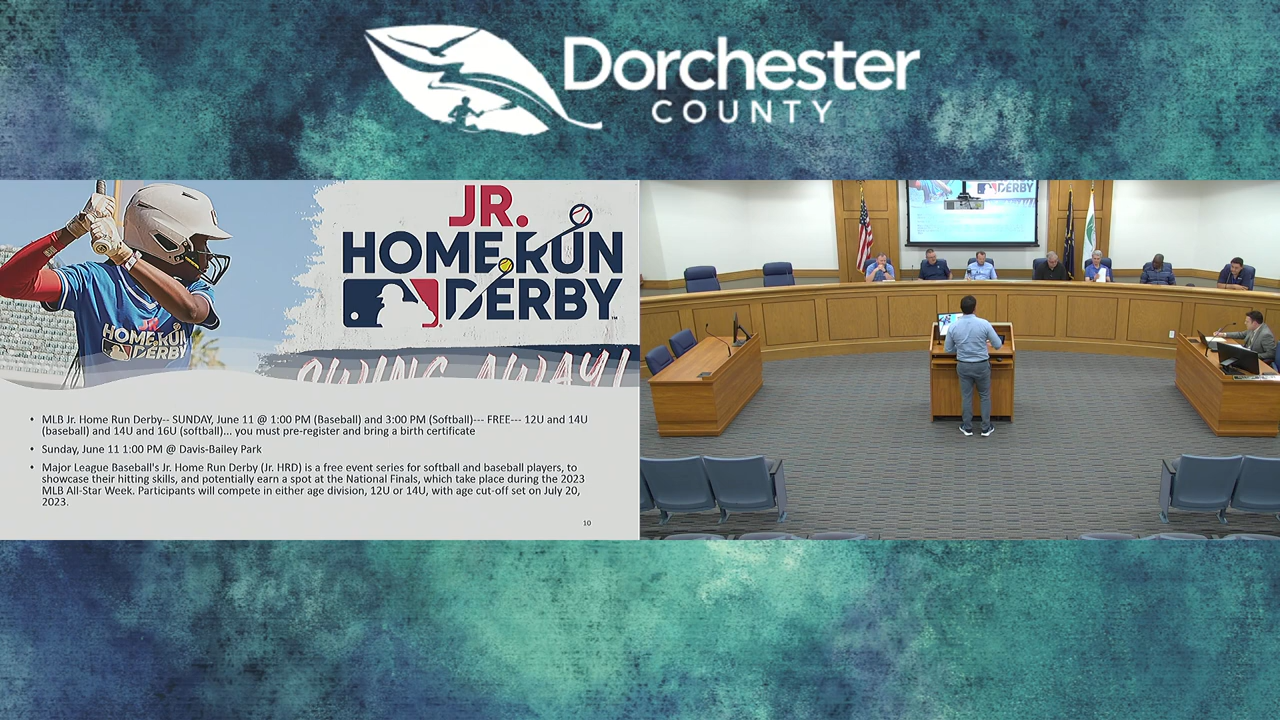 Dorchester
COUNTY
JR.
HOME RUN
DERBY™
SWING AWAY!
HOME RUN
DERBY
• MLB Jr. Home Run Derby-- SUNDAY, June 11 @ 1:00 PM (Baseball) and 3:00 PM (Softball)--- FREE--- 12U and 14U
(baseball) and 14U and 16U (softball)... you must pre-register and bring a birth certificate
• Sunday, June 11 1:00 PM @ Davis-Bailey Park
• Major League Baseball's Jr. Home Run Derby (Jr. HRD) is a free event series for softball and baseball players, to
showcase their hitting skills, and potentially earn a spot at the National Finals, which take place during the 2023
MLB All-Star Week. Participants will compete in either age division, 12U or 14U, with age cut-off set on July 20,
2023.
10
DERBY